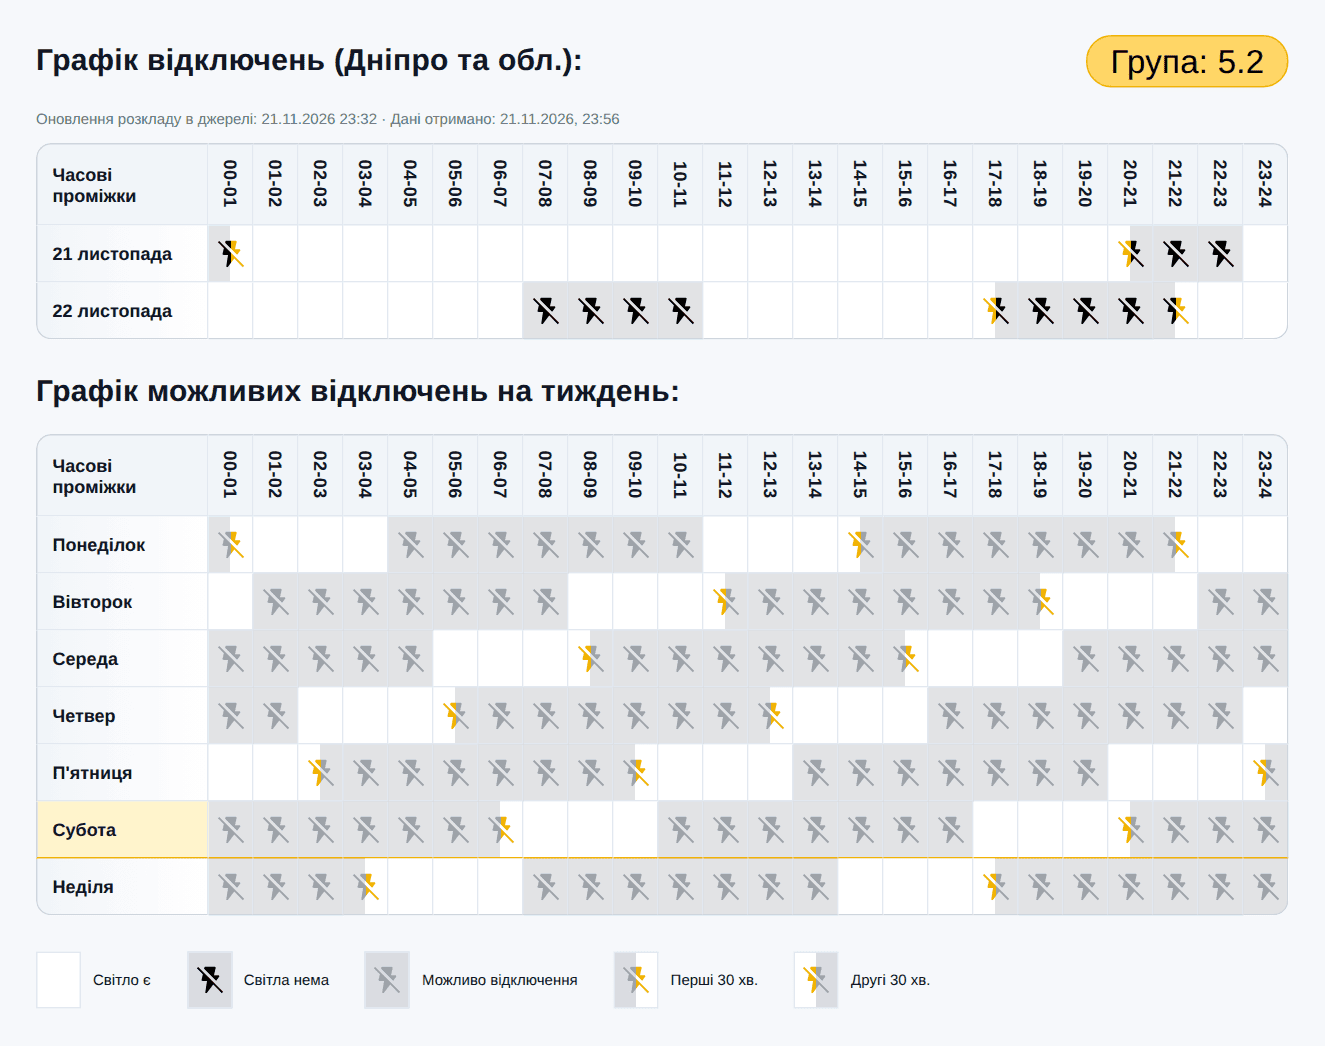 Графік відключень (Дніпро та обл.):
Група: 5.2
Оновлення розкладу в джерелі: 21.11.2026 23:32 · Дані отримано: 21.11.2026, 23:56
Часові
проміжки
00-01 01-02 02-03 03-04 04-05 05-06 06-07 07-08 08-09 09-10 10-11 11-12 12-13 13-14 14-15 15-16 16-17 17-18 18-19 19-20 20-21 21-22 22-23 23-24
21 листопада
22 листопада
Графік можливих відключень на тиждень:
Часові
проміжки
00-01 01-02 02-03 03-04 04-05 05-06 06-07 07-08 08-09 09-10 10-11 11-12 12-13 13-14 14-15 15-16 16-17 17-18 18-19 19-20 20-21 21-22 22-23 23-24
Понеділок
Вівторок
Середа
Четвер
П'ятниця
Субота
Неділя
Світло є
Світла нема
Можливо відключення
Перші 30 хв.
Другі 30 хв.